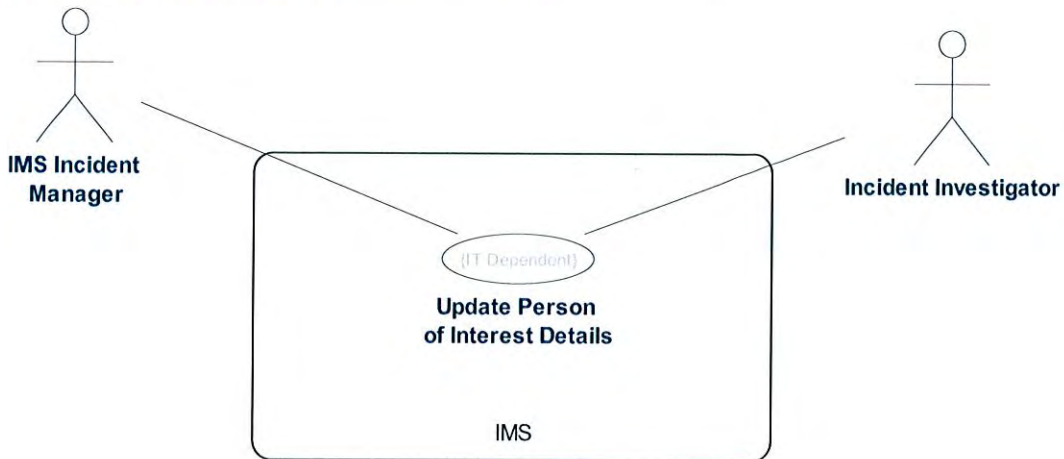 IMS Incident
Manager
Incident Investigator
{IT Dependent}
Update Person
of Interest Details
IMS